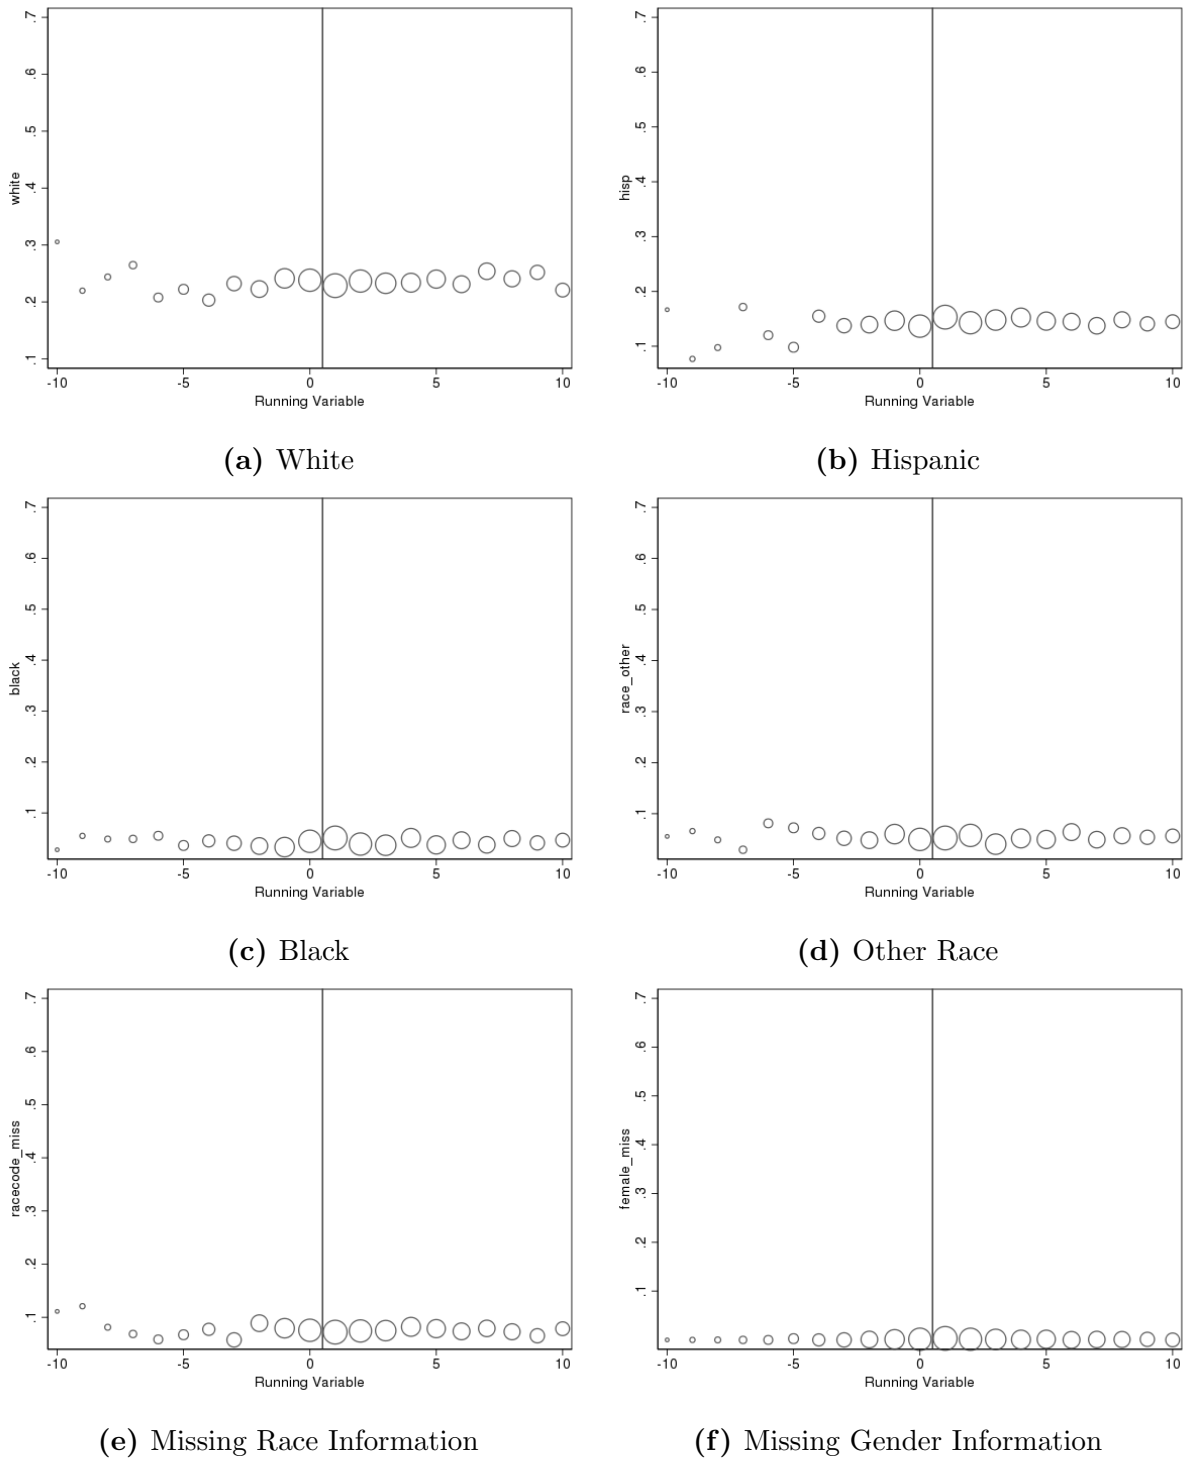 .7 .7
.6 .6
.5 .5
white .4 hisp .4
.3 .3
.2 .2
.1 .1
-10 -5 0 5 10 -10 -5 0 5 10
Running Variable Running Variable
(a) White (b) Hispanic
.7 .7
.6 .6
.5 .5
black .4 race_other .4
.3 .3
.2 .2
.1 .1
-10 -5 0 5 10 -10 -5 0 5 10
Running Variable Running Variable
(c) Black (d) Other Race
.7 .7
.6 .6
.5 .5
racecode_miss .4 female_miss .4
.3 .3
.2 .2
.1 .1
-10 -5 0 5 10 -10 -5 0 5 10
Running Variable Running Variable
(e) Missing Race Information (f) Missing Gender Information